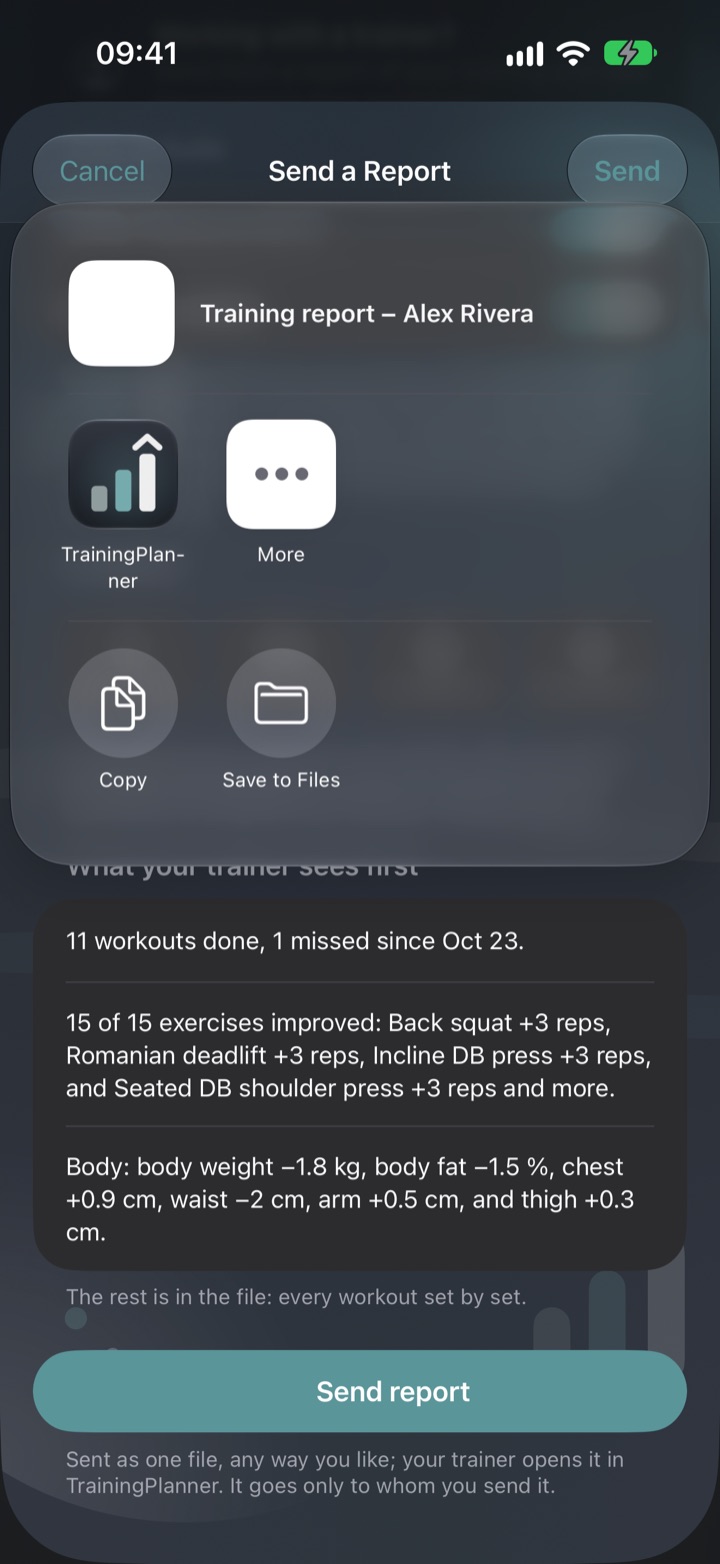 09:41
Cancel
Send a Report
Send
Training report – Alex Rivera
TrainingPlan-
ner
More
Copy
Save to Files
What your trainer sees first
11 workouts done, 1 missed since Oct 23.
15 of 15 exercises improved: Back squat +3 reps,
Romanian deadlift +3 reps, Incline DB press +3 reps,
and Seated DB shoulder press +3 reps and more.
Body: body weight –1.8 kg, body fat –1.5 %, chest
+0.9 cm, waist –2 cm, arm +0.5 cm, and thigh +0.3
cm.
The rest is in the file: every workout set by set.
Send report
Sent as one file, any way you like; your trainer opens it in
TrainingPlanner. It goes only to whom you send it.